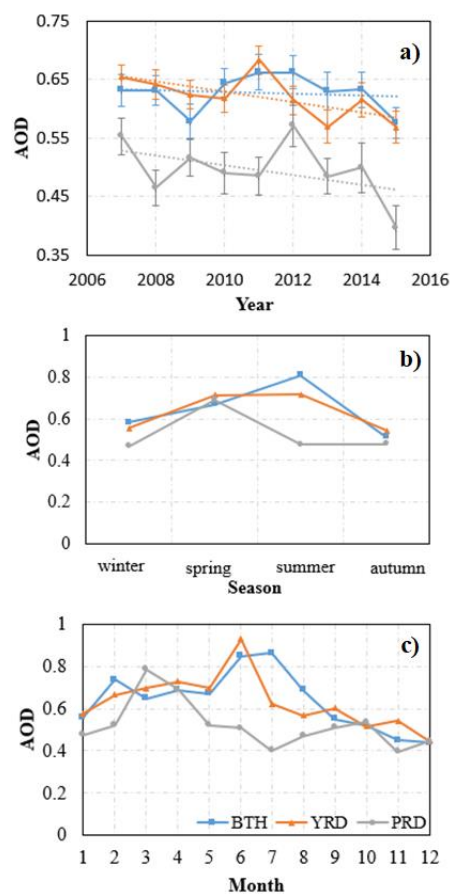 a)
0.75
0.65
0.55
0.45
0.35
AOD
2006 2008 2010 2012 2014 2016
Year
b)
1
0.8
0.6
0.4
0.2
0
AOD
winter spring summer autumn
Season
c)
1
0.8
0.6
0.4
0.2
0
AOD
BTH YRD PRD
1 2 3 4 5 6 7 8 9 10 11 12
Month